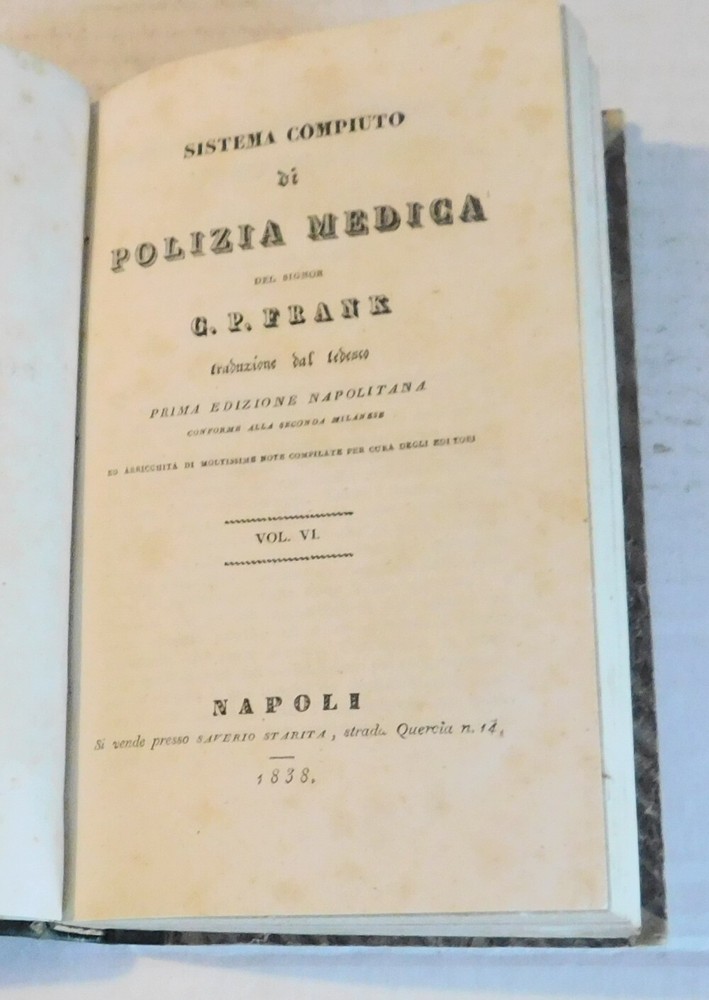 SISTEMA COMPIUTO
di
POLIZIA MEDICA
DEL SIGNOR
G. P. FRANK
traduzione dal tedesco
PRIMA EDIZIONE NAPOLITANA
CONFORME ALLA SECONDA MILANESE
ED ARRICCHITA DI MOLTISSIME NOTE COMPILATE PER CURA DEGLI EDITORI
VOL. VI.
NAPOLI
Si vende presso SAVERIO STARITA, strada Quercia n. 14,
1838.